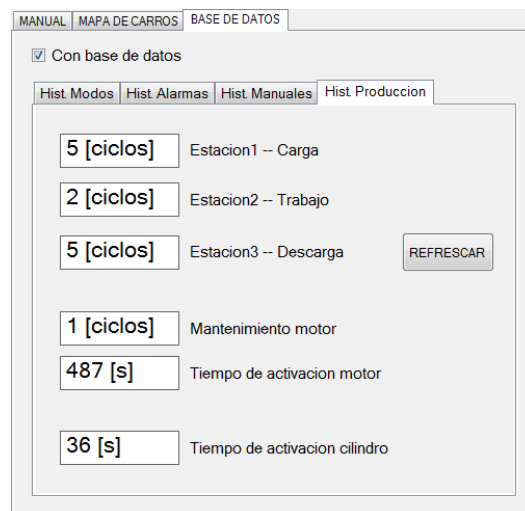 MANUAL MAPA DE CARROS BASE DE DATOS
Con base de datos
Hist. Modos Hist. Alarmas Hist. Manuales Hist. Produccion
5 [ciclos] Estacion1 -- Carga
2 [ciclos] Estacion2 -- Trabajo
5 [ciclos] Estacion3 -- Descarga REFRESCAR
1 [ciclos] Mantenimiento motor
487 [s] Tiempo de activacion motor
36 [s] Tiempo de activacion cilindro